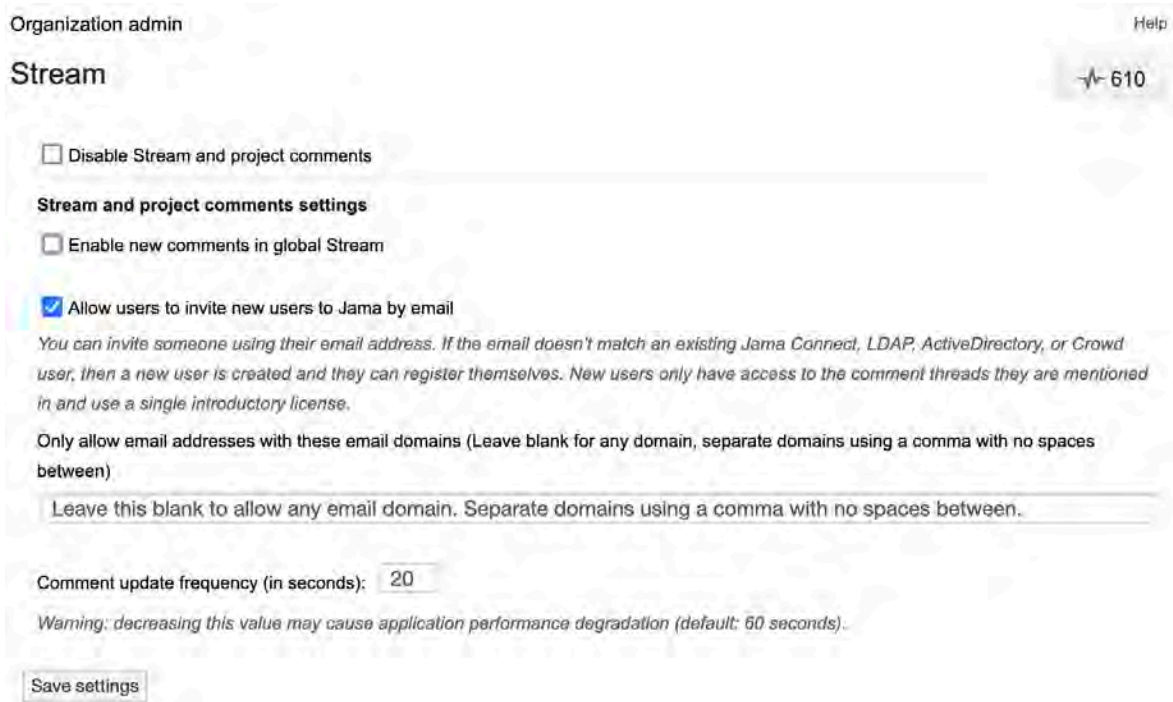 Organization admin
Help
Stream
610
Disable Stream and project comments
Stream and project comments settings
Enable new comments in global Stream
Allow users to invite new users to Jama by email
You can invite someone using their email address. If the email doesn't match an existing Jama Connect, LDAP, ActiveDirectory, or Crowd
user, then a new user is created and they can register themselves. New users only have access to the comment threads they are mentioned
in and use a single introductory license.
Only allow email addresses with these email domains (Leave blank for any domain, separate domains using a comma with no spaces
between)
Leave this blank to allow any email domain. Separate domains using a comma with no spaces between.
Comment update frequency (in seconds): 20
Warning: decreasing this value may cause application performance degradation (default: 60 seconds).
Save settings